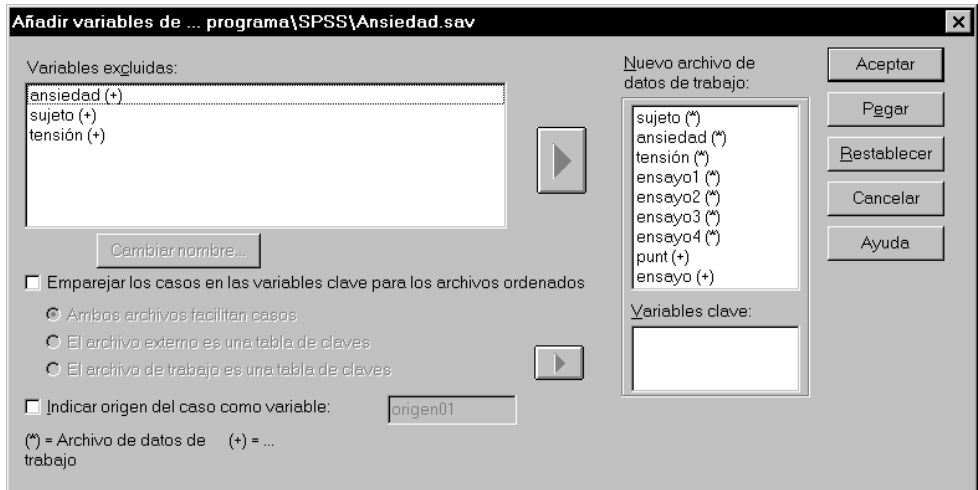 Añadir variables de ... programa\SPSS\Ansiedad.sav
Variables excluidas:
ansiedad (+)
sujeto (+)
tensión (+)
Cambiar nombre...
Emparejar los casos en las variables clave para los archivos ordenados
Ambos archivos facilitan casos
El archivo externo es una tabla de claves
El archivo de trabajo es una tabla de claves
Indicar origen del caso como variable:
origen01
(*) = Archivo de datos de trabajo
(+) = ...
Nuevo archivo de
datos de trabajo:
sujeto (*)
ansiedad (*)
tensión (*)
ensayo1 (*)
ensayo2 (*)
ensayo3 (*)
ensayo4 (*)
punt (+)
ensayo (+)
Variables clave:
Aceptar
Pegar
Restablecer
Cancelar
Ayuda